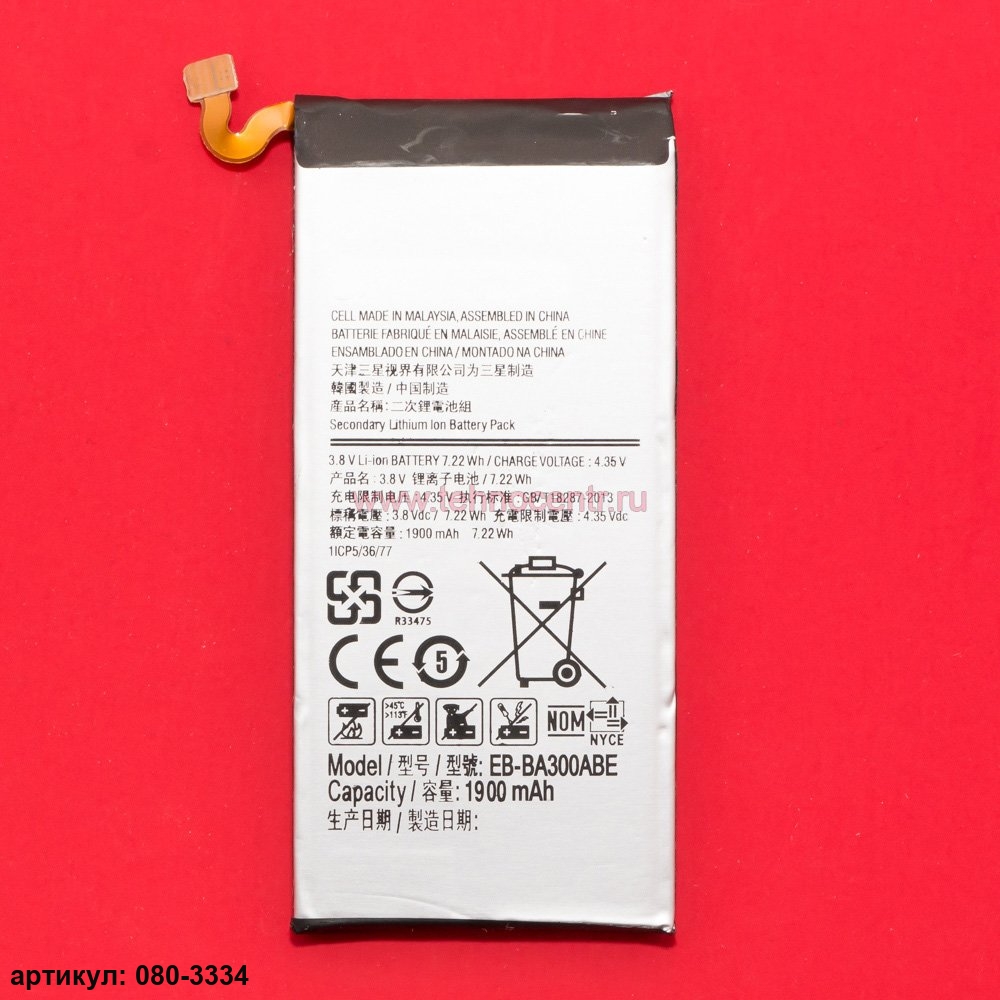 CELL MADE IN MALAYSIA, ASSEMBLED IN CHINA
BATTERIE FABRIQUÉ EN MALAISIE, ASSEMBLÉ EN CHINE
ENSAMBLADO EN CHINA / MONTADO NA CHINA
天津三星视界有限公司为三星制造
韓國製造 / 中国制造
產品名稱: 二次鋰電池組
Secondary Lithium Ion Battery Pack
3.8 V Li-ion BATTERY 7.22 Wh / CHARGE VOLTAGE : 4.35 V
产品名 : 3.8 V 锂离子电池 / 7.22 Wh
充电限制电压 : 4.35 V 执行标准 : GB/T18287-2013
www.tehnocentr.ru
標稱電壓 : 3.8 Vdc / 7.22 Wh 充電限制電壓 : 4.35 Vdc
額定電容量 : 1900 mAh 7.22 Wh
1ICP5/36/77
R33475
CE 5
>45°C
>113°F
NOM
NYCE
Model / 型号 / 型號: EB-BA300ABE
Capacity / 容量: 1900 mAh
生产日期 / 製造日期:
артикул: 080-3334